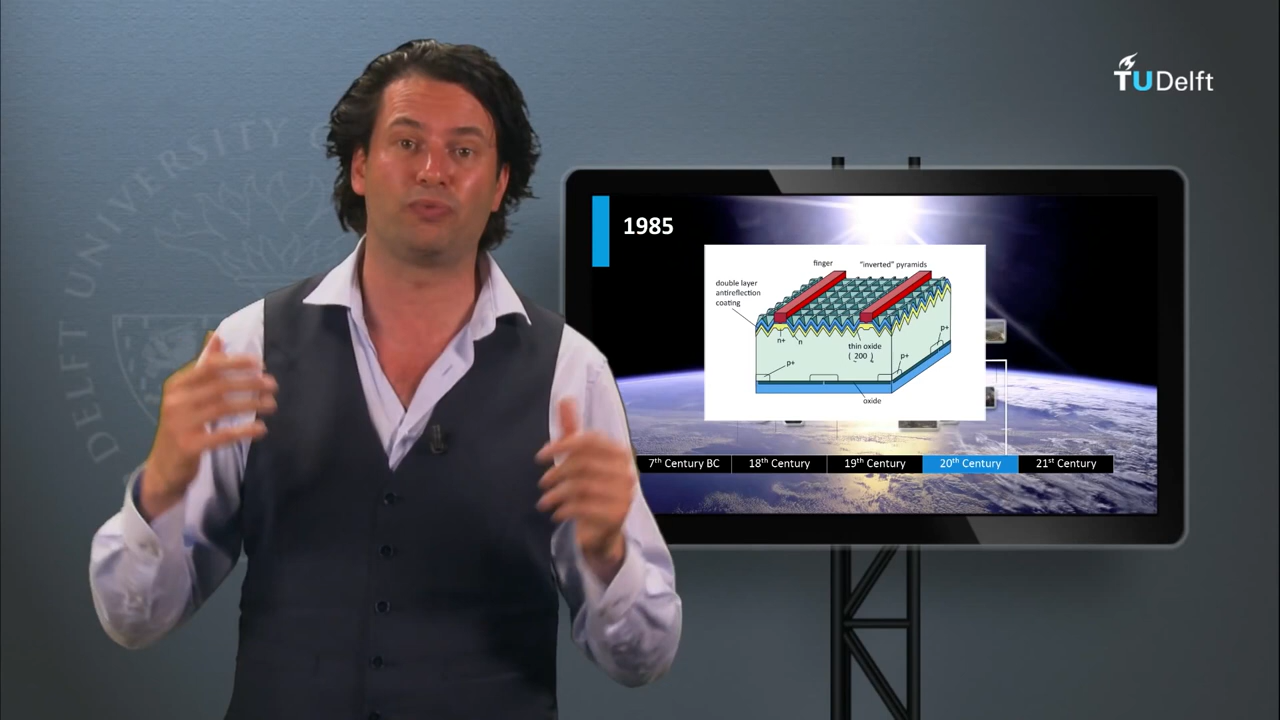 TUDelft
DELFT UNIVERSITY O
1985
finger
"inverted" pyramids
double layer
antireflection
coating
n+
n
thin oxide
( 200 )
p+
p+
p+
oxide
7th Century BC
18th Century
19th Century
20th Century
21st Century